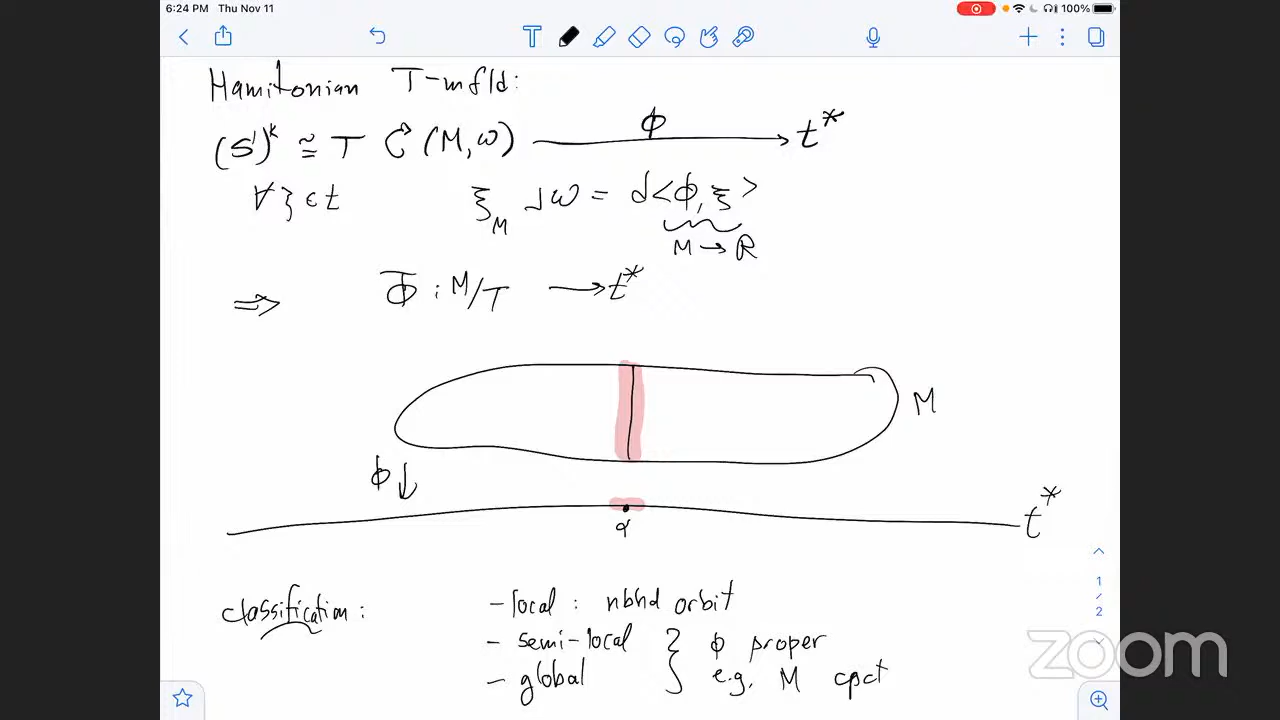 6:24 PM Thu Nov 11 100%
Hamitonian T-mfld:
(S¹)ᵏ ≅ T ↻ (M,ω) ⟶ t*
Φ
∀ ξ ∈ t ξ_M ⌟ ω = d<Φ, ξ>
M → R
⇒ Φ̅ : M/T ⟶ t*
M
Φ ↓
t*
α
classification: - local : nbhd orbit
- semi-local } Φ proper
- global } e.g. M cpct
1
/
2
zoom